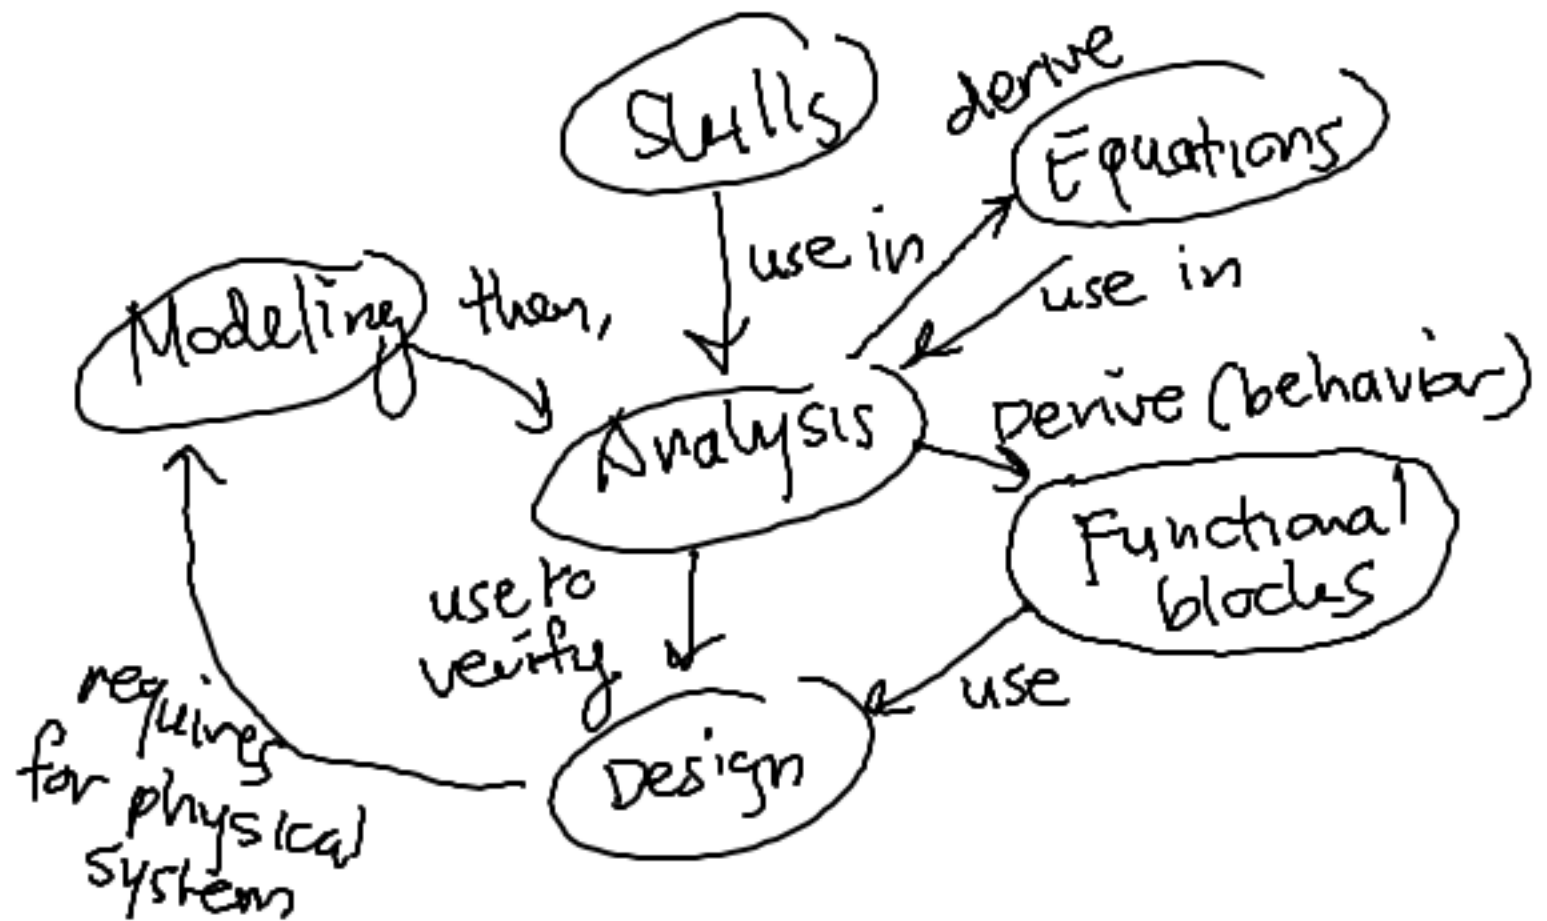 Skills
derive
Equations
use in
use in
Modeling
then,
Derive (behavior)
Analysis
Functional
blocks
use to
verify
use
requires
for physical
systems
Design